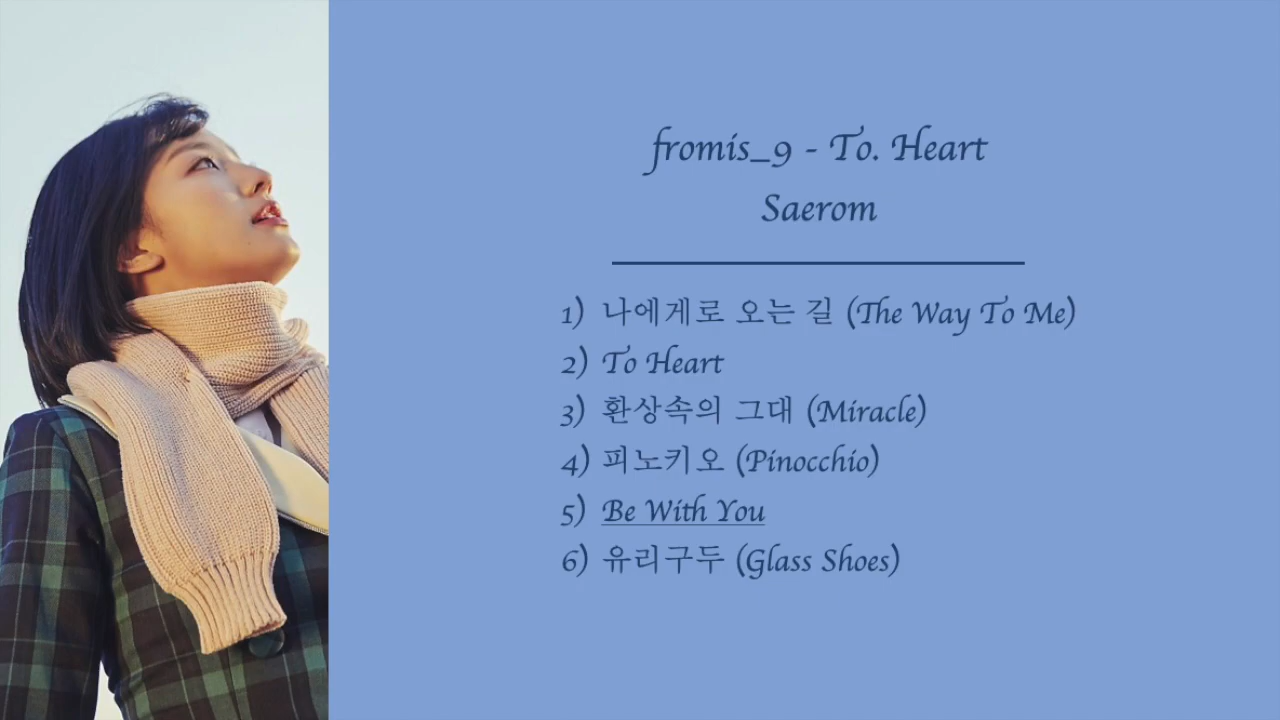 fromis_9 - To. Heart
Saerom
1) 나에게로 오는 길 (The Way To Me)
2) To Heart
3) 환상속의 그대 (Miracle)
4) 피노키오 (Pinocchio)
5) Be With You
6) 유리구두 (Glass Shoes)